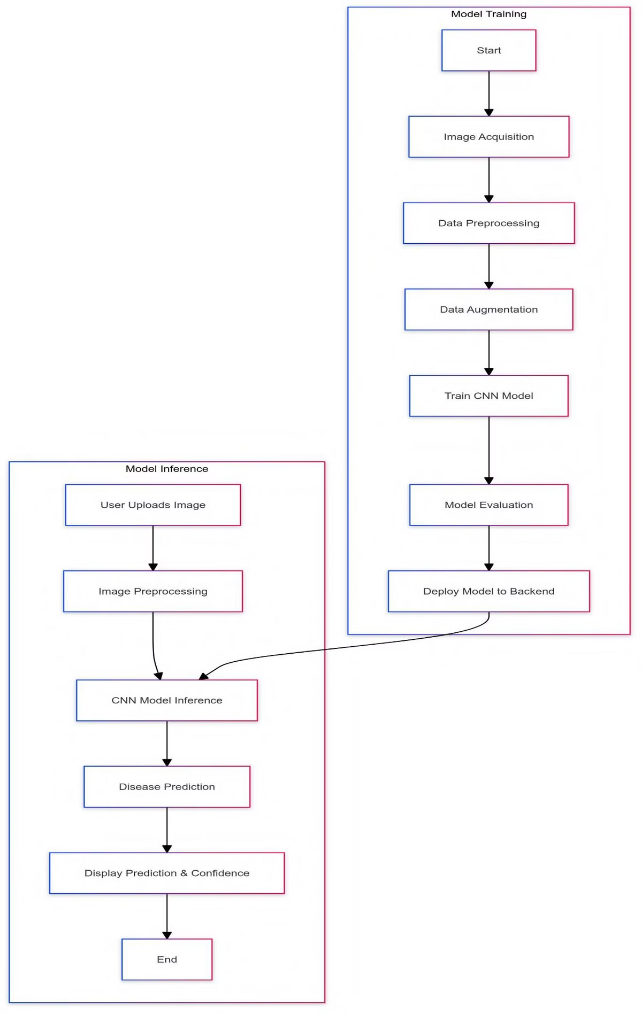 Model Training
Start
Image Acquisition
Data Preprocessing
Data Augmentation
Train CNN Model
Model Evaluation
Deploy Model to Backend
Model Inference
User Uploads Image
Image Preprocessing
CNN Model Inference
Disease Prediction
Display Prediction & Confidence
End